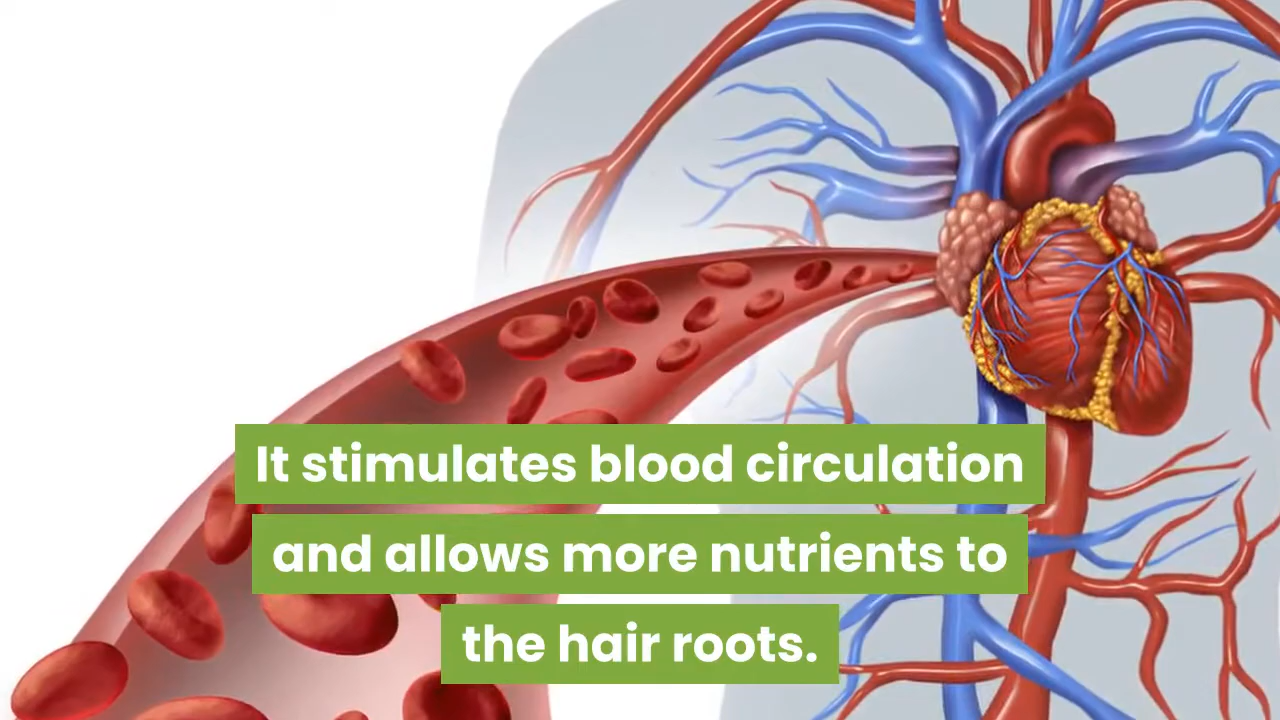 It stimulates blood circulation
and allows more nutrients to
the hair roots.